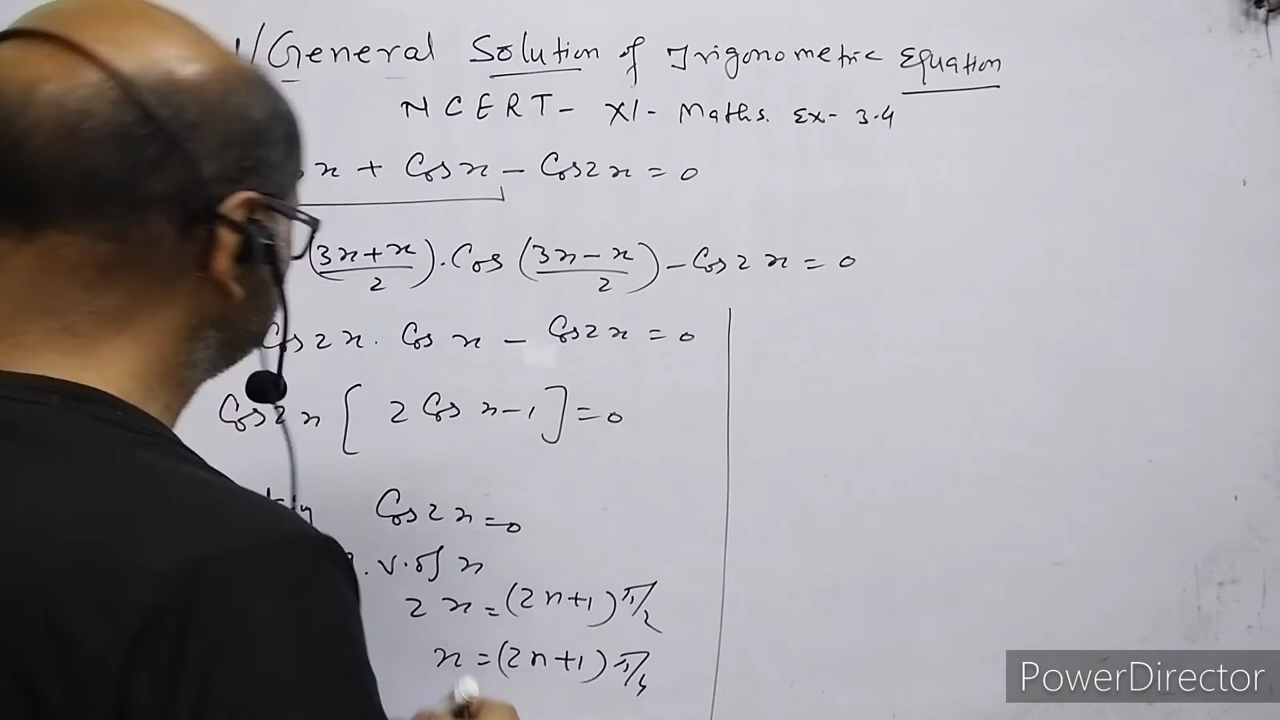 General Solution of Trigonometric Equation
NCERT - XI - Maths. Ex- 3.4
x + Cos x - Cos 2x = 0
(3x+x/2) . Cos (3x-x/2) - Cos 2x = 0
Cos 2x . Cos x - Cos 2x = 0
Cos 2x [ 2 Cos x - 1 ] = 0
Cos 2x = 0
. v. of x
2x = (2n+1) π/2
x = (2n+1) π/4
PowerDirector